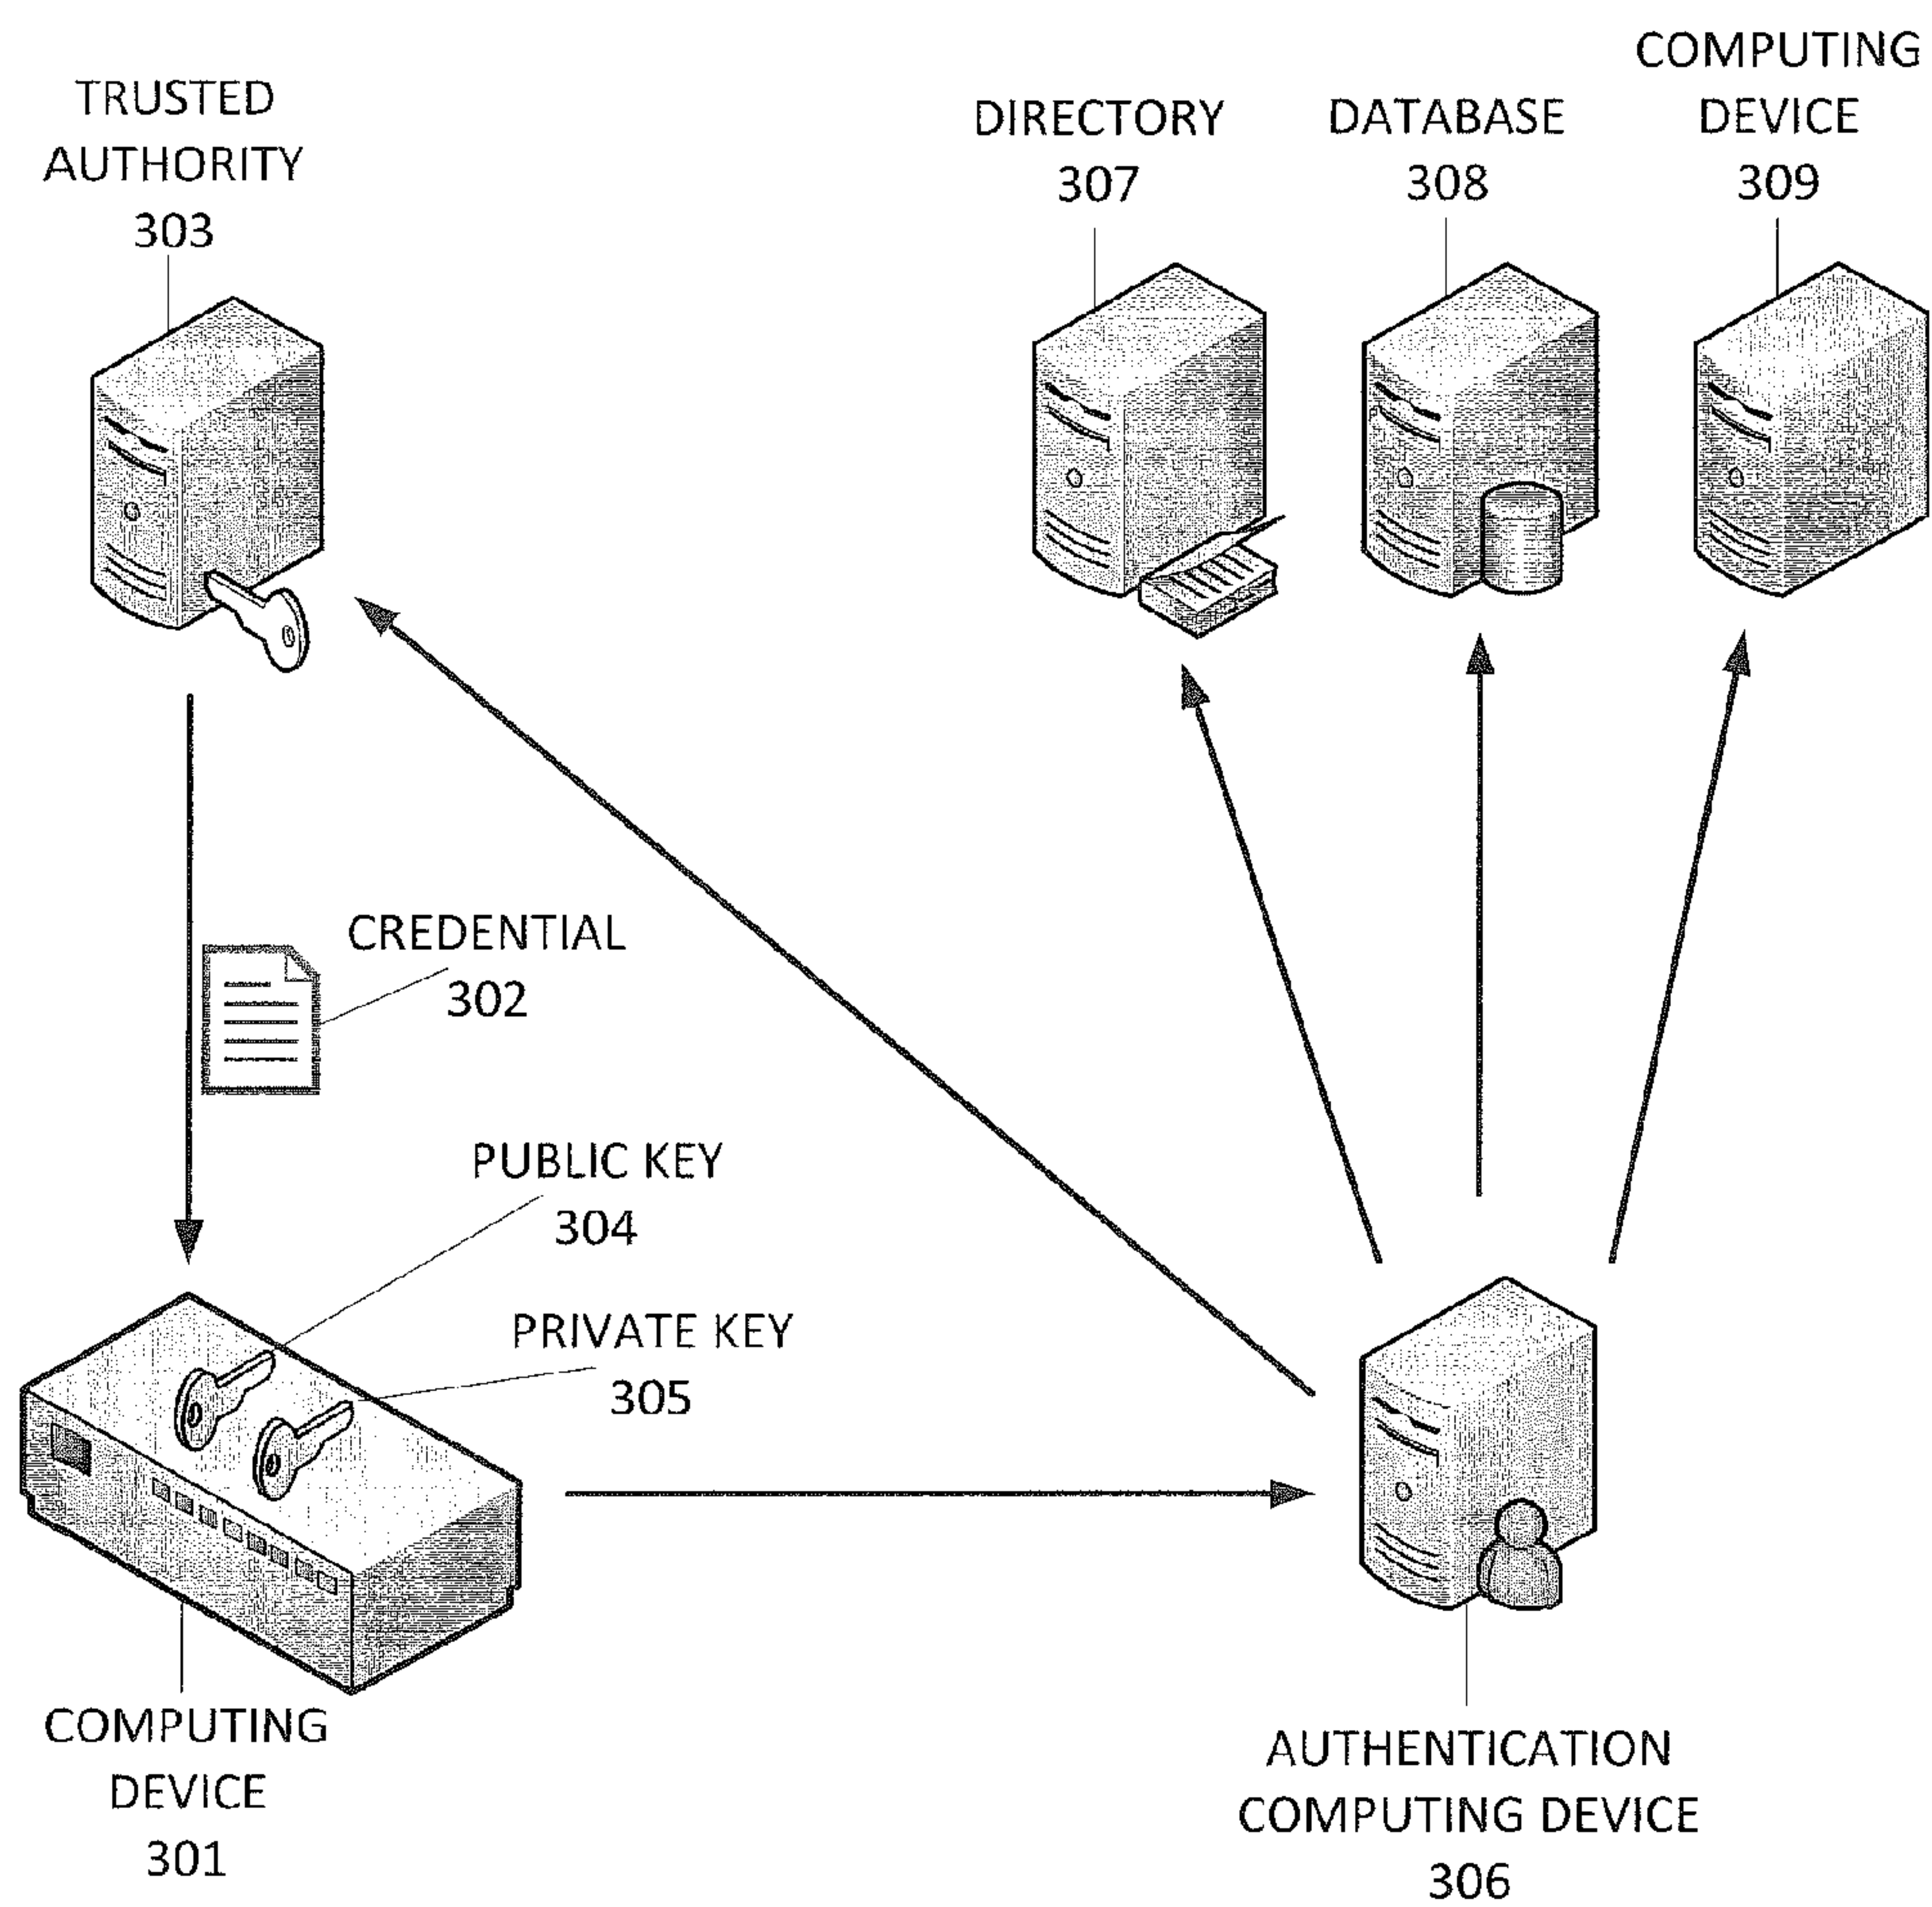 TRUSTED
AUTHORITY
303
DIRECTORY
307
DATABASE
308
COMPUTING
DEVICE
309
CREDENTIAL
302
PUBLIC KEY
304
PRIVATE KEY
305
COMPUTING
DEVICE
301
AUTHENTICATION
COMPUTING DEVICE
306